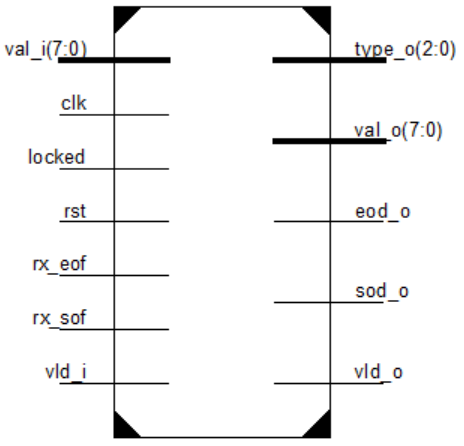 val_i(7:0)
type_o(2:0)
clk
val_o(7:0)
locked
rst
eod_o
rx_eof
sod_o
rx_sof
vld_i
vld_o